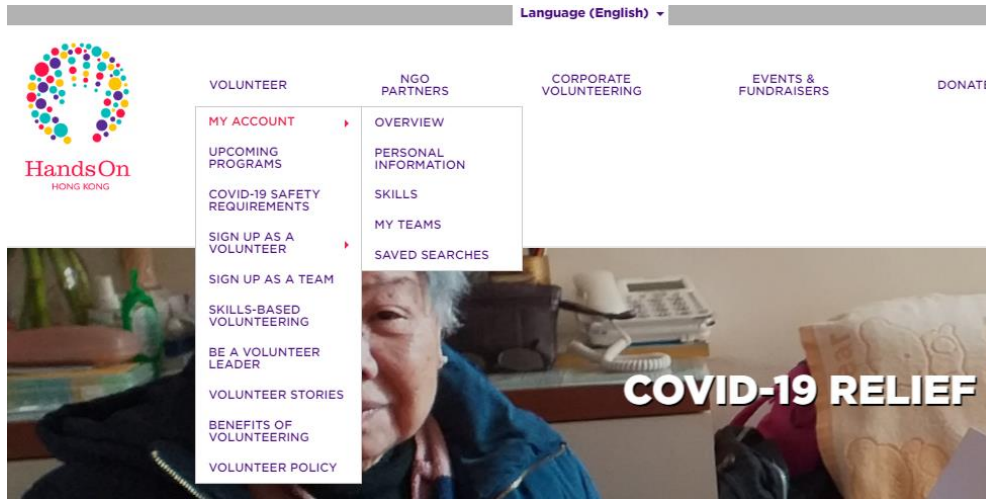 Language (English)
HandsOn
HONG KONG
VOLUNTEER
NGO
PARTNERS
CORPORATE
VOLUNTEERING
EVENTS &
FUNDRAISERS
DONATE
MY ACCOUNT
UPCOMING
PROGRAMS
COVID-19 SAFETY
REQUIREMENTS
SIGN UP AS A
VOLUNTEER
SIGN UP AS A TEAM
SKILLS-BASED
VOLUNTEERING
BE A VOLUNTEER
LEADER
VOLUNTEER STORIES
BENEFITS OF
VOLUNTEERING
VOLUNTEER POLICY
OVERVIEW
PERSONAL
INFORMATION
SKILLS
MY TEAMS
SAVED SEARCHES
COVID-19 RELIEF